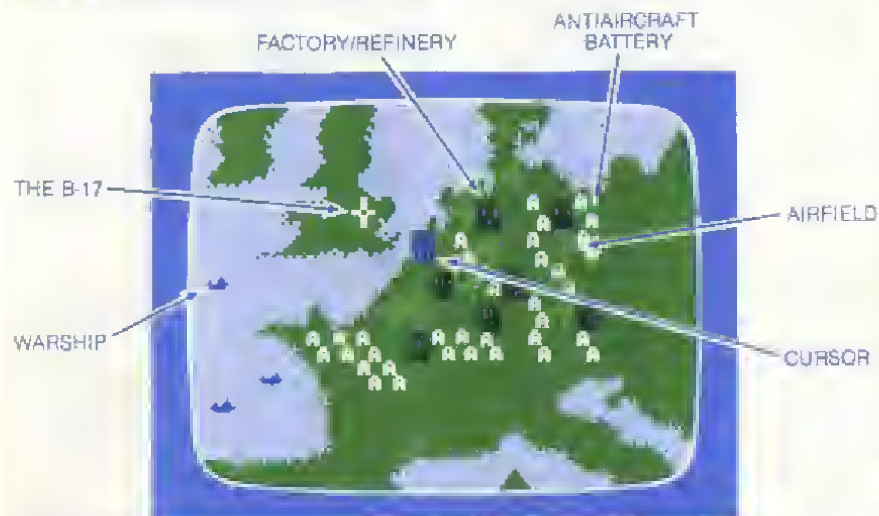 ANTIAIRCRAFT
BATTERY
FACTORY/REFINERY
THE B-17
AIRFIELD
WARSHIP
CURSOR